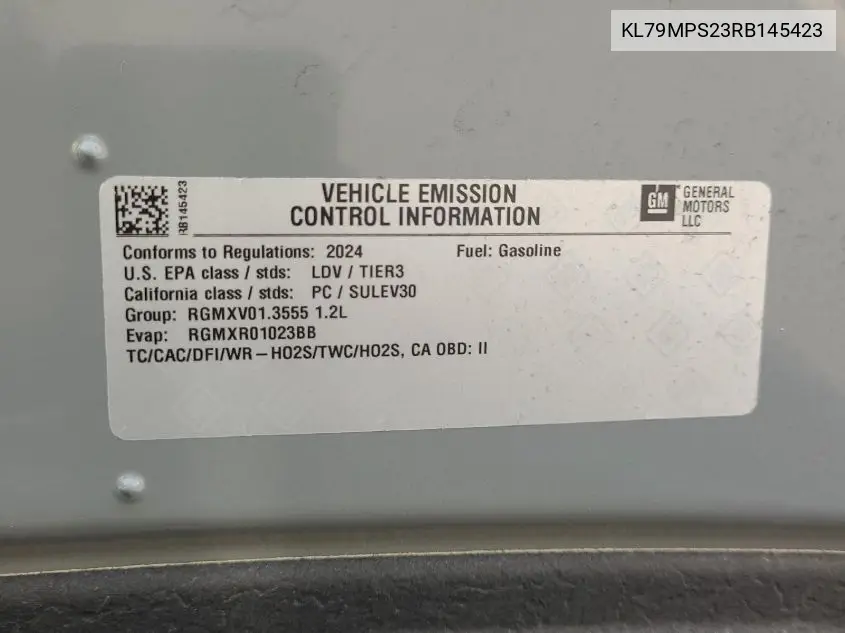 KL79MPS23RB145423
RB145423
VEHICLE EMISSION
CONTROL INFORMATION
GM
GENERAL
MOTORS
LLC
Conforms to Regulations: 2024 Fuel: Gasoline
U.S. EPA class / stds: LDV / TIER3
California class / stds: PC / SULEV30
Group: RGMXV01.3555 1.2L
Evap: RGMXR01023BB
TC/CAC/DFI/WR–HO2S/TWC/HO2S, CA OBD: II